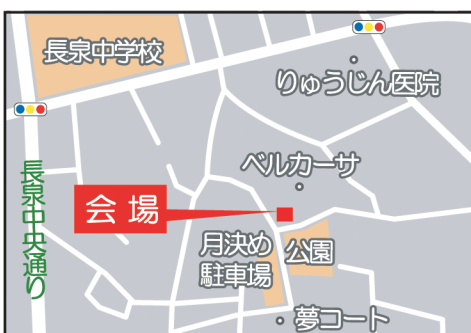 長泉中学校
りゅうじん医院
ベルカーサ
長泉中央通り
会場
月決め
駐車場
公園
夢コート